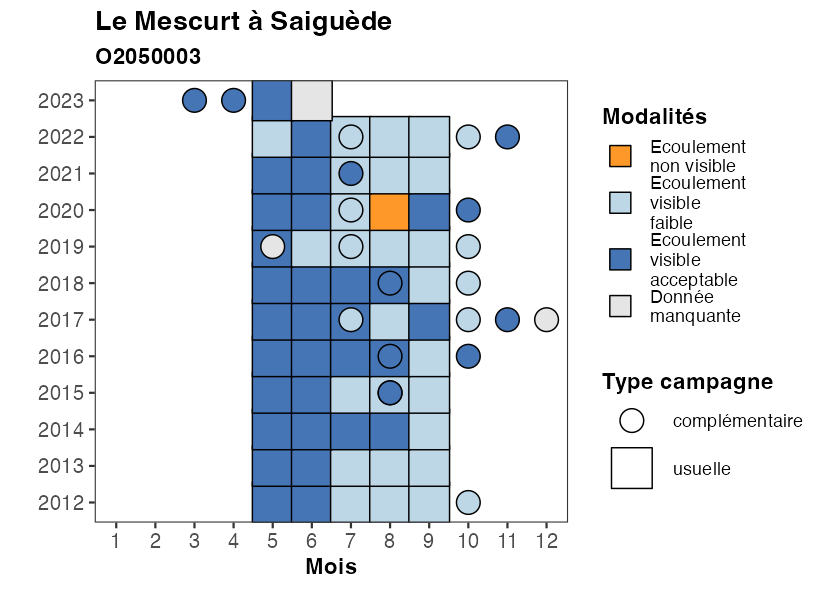 Le Mescurt à Saiguède
O2050003
2023
2022
2021
2020
2019
2018
2017
2016
2015
2014
2013
2012
1 2 3 4 5 6 7 8 9 10 11 12
Mois
Modalités
Ecoulement
non visible
Ecoulement
visible
faible
Ecoulement
visible
acceptable
Donnée
manquante
Type campagne
complémentaire
usuelle